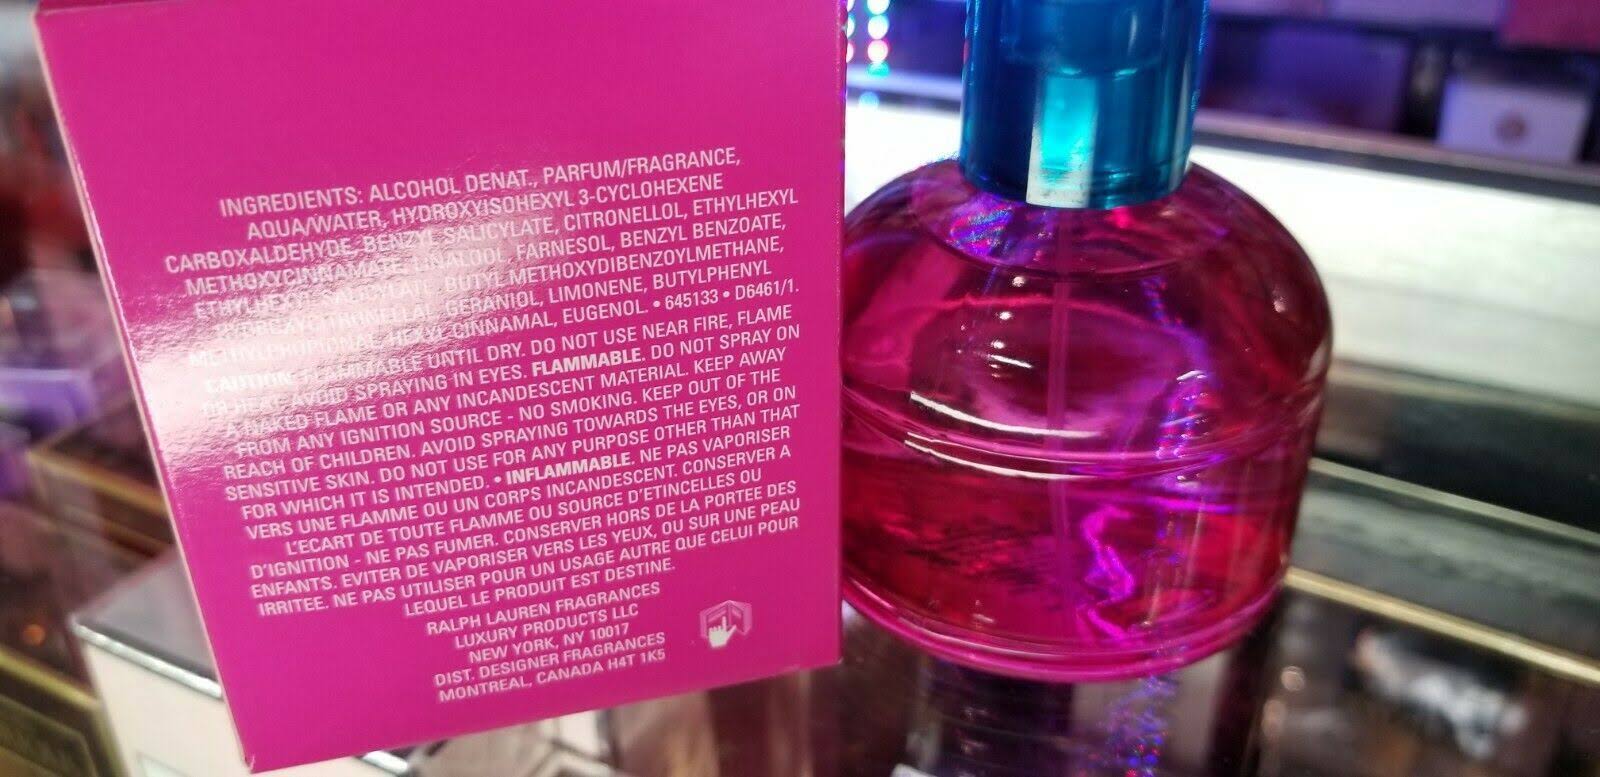 INGREDIENTS: ALCOHOL DENAT., PARFUM/FRAGRANCE,
AQUA/WATER, HYDROXYISOHEXYL 3-CYCLOHEXENE
CARBOXALDEHYDE, BENZYL SALICYLATE, CITRONELLOL, ETHYLHEXYL
METHOXYCINNAMATE, LINALOOL, FARNESOL, BENZYL BENZOATE,
ETHYLHEXYL SALICYLATE, BUTYL METHOXYDIBENZOYLMETHANE,
HYDROXYCITRONELLAL, GERANIOL, LIMONENE, BUTYLPHENYL
METHYLPROPIONAL, HEXYL CINNAMAL, EUGENOL. • 645133 • D6461/1.
CAUTION: FLAMMABLE UNTIL DRY. DO NOT USE NEAR FIRE, FLAME
OR HEAT. AVOID SPRAYING IN EYES. FLAMMABLE. DO NOT SPRAY ON
A NAKED FLAME OR ANY INCANDESCENT MATERIAL. KEEP AWAY
FROM ANY IGNITION SOURCE - NO SMOKING. KEEP OUT OF THE
REACH OF CHILDREN. AVOID SPRAYING TOWARDS THE EYES, OR ON
SENSITIVE SKIN. DO NOT USE FOR ANY PURPOSE OTHER THAN THAT
FOR WHICH IT IS INTENDED. • INFLAMMABLE. NE PAS VAPORISER
VERS UNE FLAMME OU UN CORPS INCANDESCENT. CONSERVER A
L'ECART DE TOUTE FLAMME OU SOURCE D'ETINCELLES OU
D'IGNITION - NE PAS FUMER. CONSERVER HORS DE LA PORTEE DES
ENFANTS. EVITER DE VAPORISER VERS LES YEUX, OU SUR UNE PEAU
IRRITEE. NE PAS UTILISER POUR UN USAGE AUTRE QUE CELUI POUR
LEQUEL LE PRODUIT EST DESTINE.
RALPH LAUREN FRAGRANCES
LUXURY PRODUCTS LLC
NEW YORK, NY 10017
DIST. DESIGNER FRAGRANCES
MONTREAL, CANADA H4T 1K5